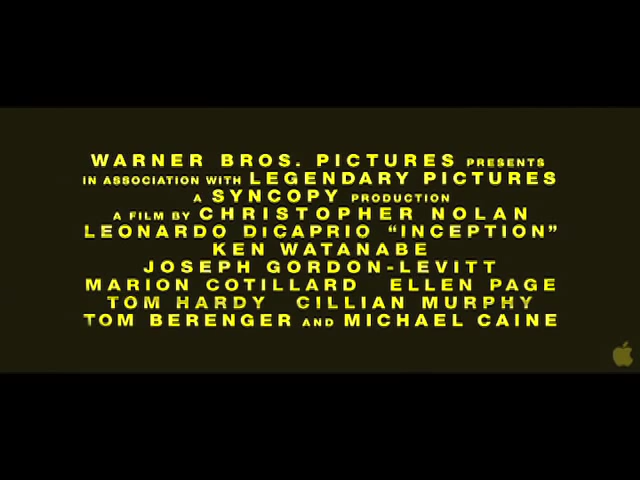 WARNER BROS. PICTURES PRESENTS
IN ASSOCIATION WITH LEGENDARY PICTURES
A SYNCOPY PRODUCTION
A FILM BY CHRISTOPHER NOLAN
LEONARDO DiCAPRIO “INCEPTION”
KEN WATANABE
JOSEPH GORDON-LEVITT
MARION COTILLARD ELLEN PAGE
TOM HARDY CILLIAN MURPHY
TOM BERENGER AND MICHAEL CAINE